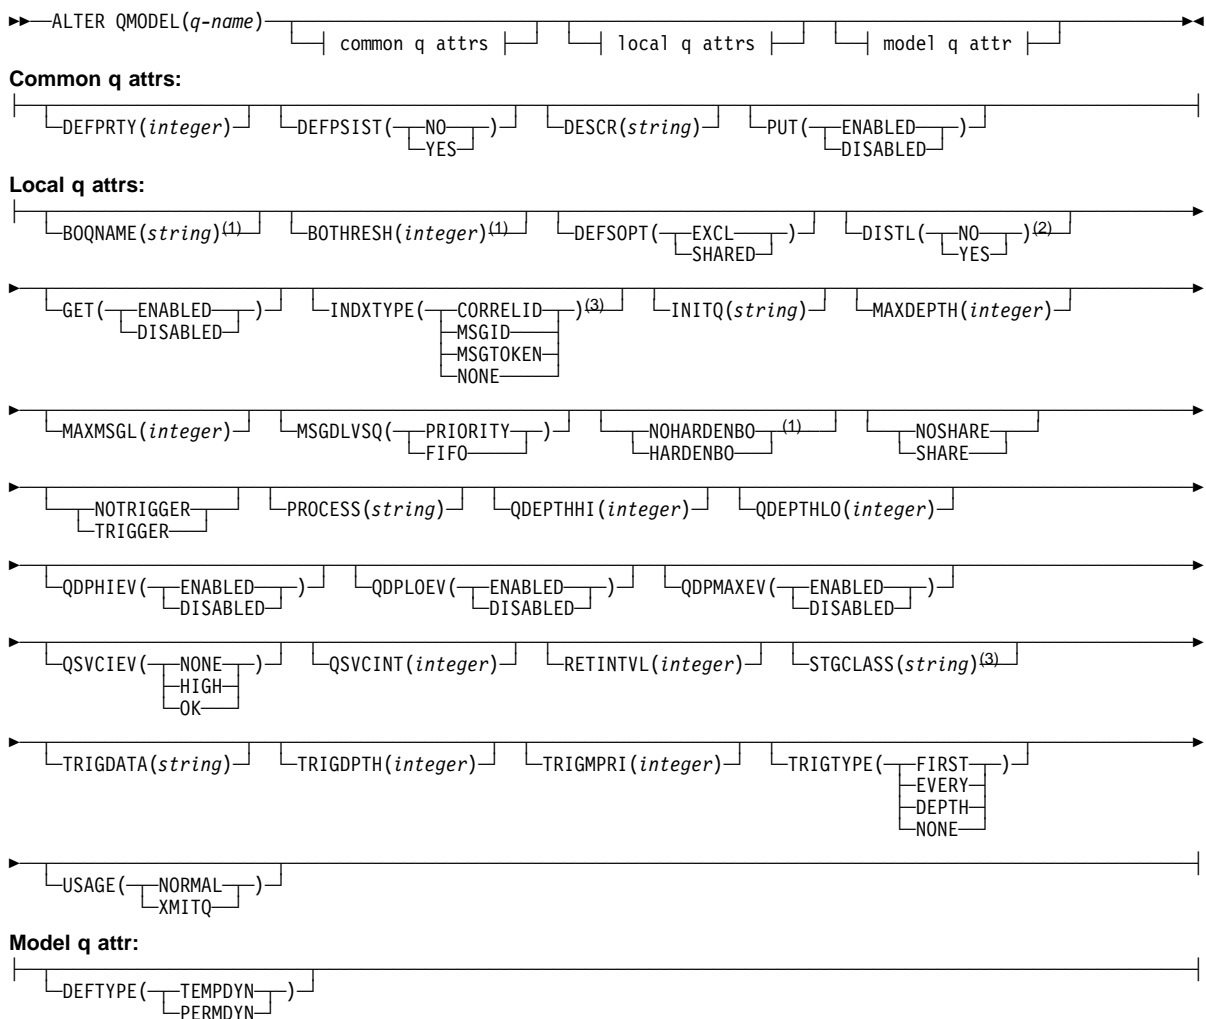 ALTER QMODEL(q-name)
common q attrs local q attrs model q attr
Common q attrs:
DEFPRTY(integer) DEFPSIST( NO ) DESCR(string) PUT( ENABLED )
YES DISABLED
Local q attrs:
BOQNAME(string)(1) BOTHRESH(integer)(1) DEFSOPT( EXCL ) DISTL( NO )(2)
SHARED YES
GET( ENABLED ) INDXTYPE( CORRELID )(3) INITQ(string) MAXDEPTH(integer)
DISABLED MSGID
MSGTOKEN
NONE
MAXMSGL(integer) MSGDLVSQ( PRIORITY ) NOHARDENBO (1) NOSHARE
FIFO HARDENBO SHARE
NOTRIGGER PROCESS(string) QDEPTHHI(integer) QDEPTHLO(integer)
TRIGGER
QDPHIEV( ENABLED ) QDPLOEV( ENABLED ) QDPMAXEV( ENABLED )
DISABLED DISABLED DISABLED
QSVCIEV( NONE ) QSVCINT(integer) RETINTVL(integer) STGCLASS(string)(3)
HIGH
OK
TRIGDATA(string) TRIGDPTH(integer) TRIGMPRI(integer) TRIGTYPE( FIRST )
EVERY
DEPTH
NONE
USAGE( NORMAL )
XMITQ
Model q attr:
DEFTYPE( TEMPDYN )
PERMDYN